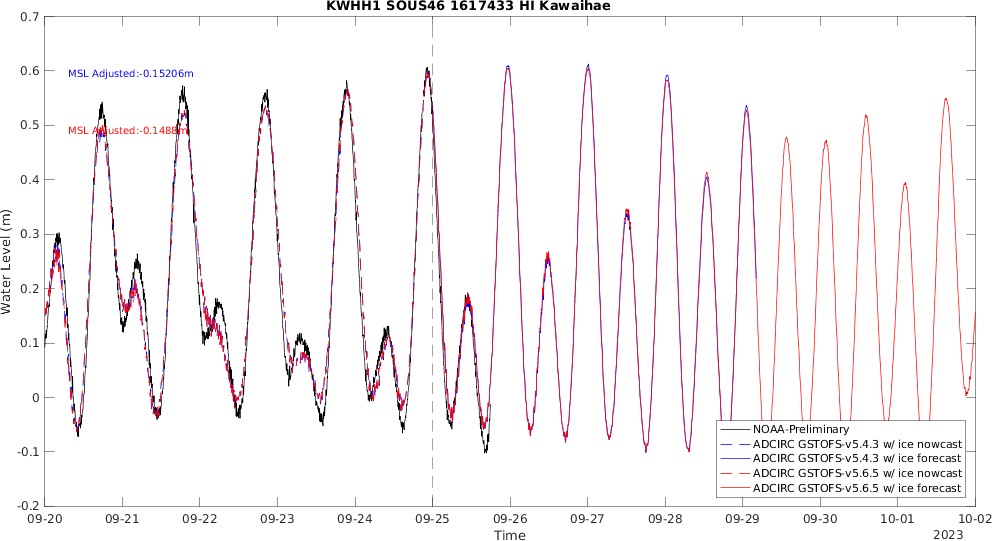 KWHH1 SOUS46 1617433 HI Kawaihae
0.7
0.6
0.5
0.4
0.3
0.2
0.1
0
-0.1
-0.2
Water Level (m)
MSL Adjusted:-0.15206m
MSL Adjusted:-0.1488m
NOAA-Preliminary
ADCIRC GSTOFS-v5.4.3 w/ ice nowcast
ADCIRC GSTOFS-v5.4.3 w/ ice forecast
ADCIRC GSTOFS-v5.6.5 w/ ice nowcast
ADCIRC GSTOFS-v5.6.5 w/ ice forecast
09-20 09-21 09-22 09-23 09-24 09-25 09-26 09-27 09-28 09-29 09-30 10-01 10-02
Time
2023